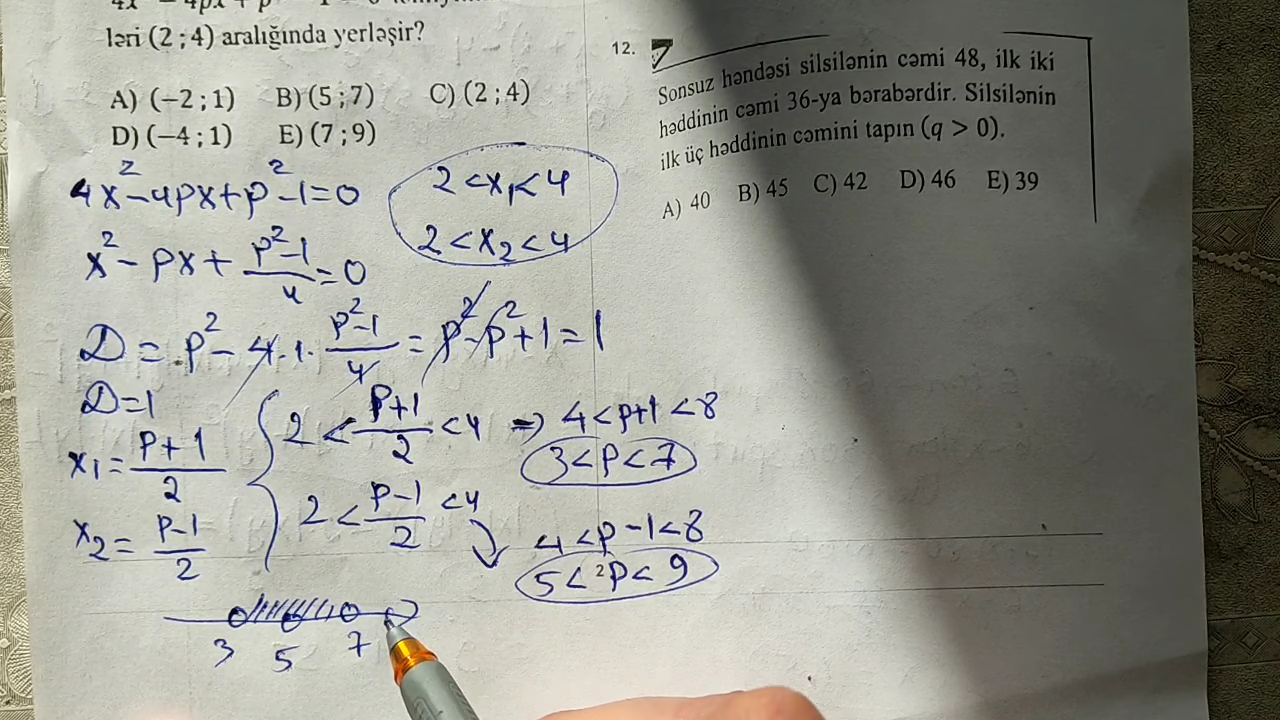 ləri (2 ; 4) aralığında yerləşir?
A) (−2 ; 1) B) (5 ; 7) C) (2 ; 4)
D) (−4 ; 1) E) (7 ; 9)
4x² − 4px + p² − 1 = 0
2 < x₁ < 4
2 < x₂ < 4
x² − px + (p² − 1)/4 = 0
D = p² − 4 · 1 · (p² − 1)/4 = p² − p² + 1 = 1
D = 1
x₁ = (p + 1)/2
x₂ = (p − 1)/2
2 < (p + 1)/2 < 4 ⇒ 4 < p + 1 < 8
3 < p < 7
2 < (p − 1)/2 < 4
4 < p − 1 < 8
5 < p < 9
3 5 7
2
12.
Sonsuz həndəsi silsilənin cəmi 48, ilk iki
həddinin cəmi 36-ya bərabərdir. Silsilənin
ilk üç həddinin cəmini tapın (q > 0).
A) 40 B) 45 C) 42 D) 46 E) 39